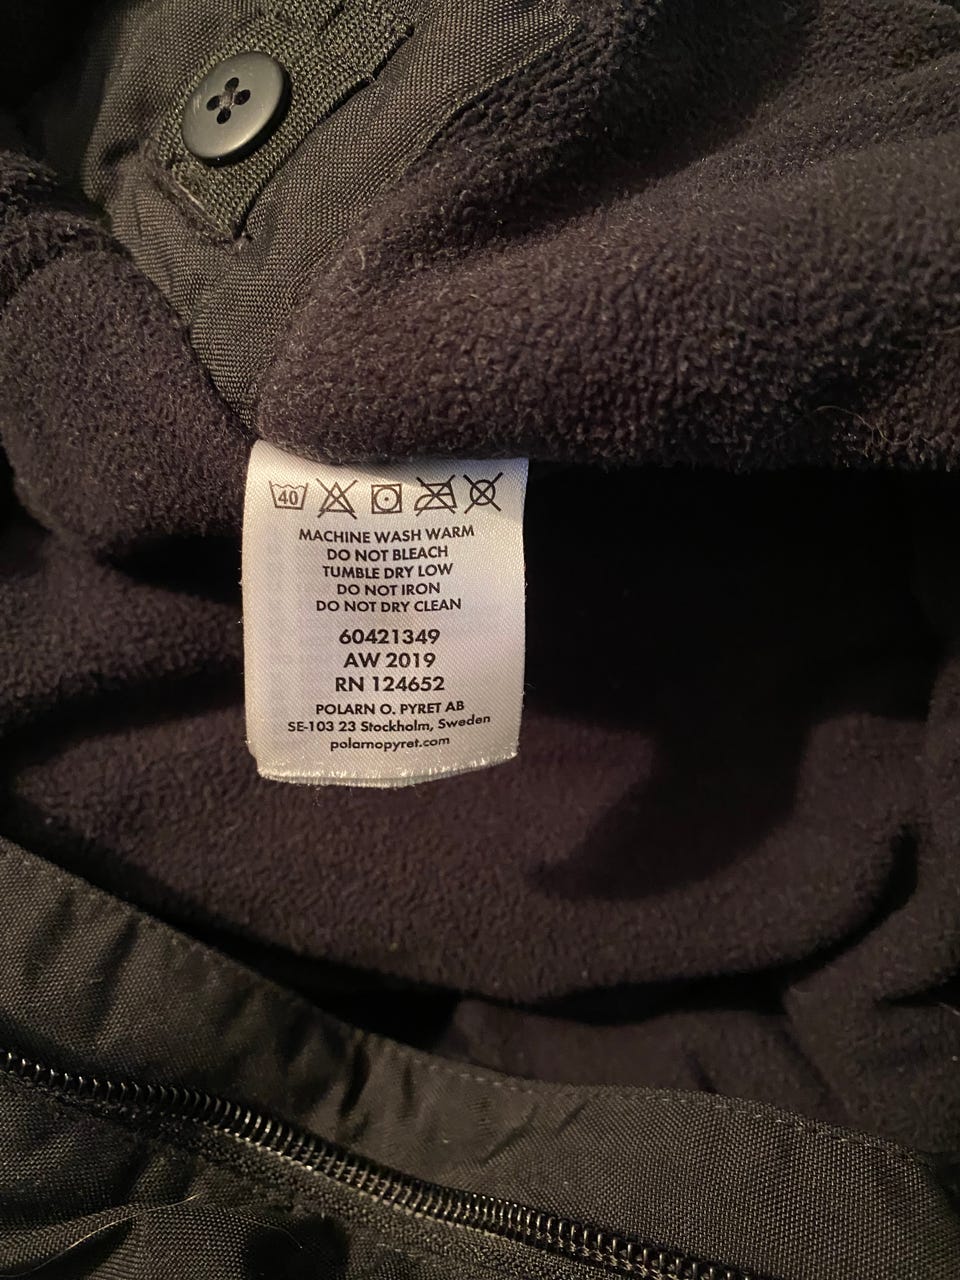 40
MACHINE WASH WARM
DO NOT BLEACH
TUMBLE DRY LOW
DO NOT IRON
DO NOT DRY CLEAN
60421349
AW 2019
RN 124652
POLARN O. PYRET AB
SE-103 23 Stockholm, Sweden
polarnopyret.com